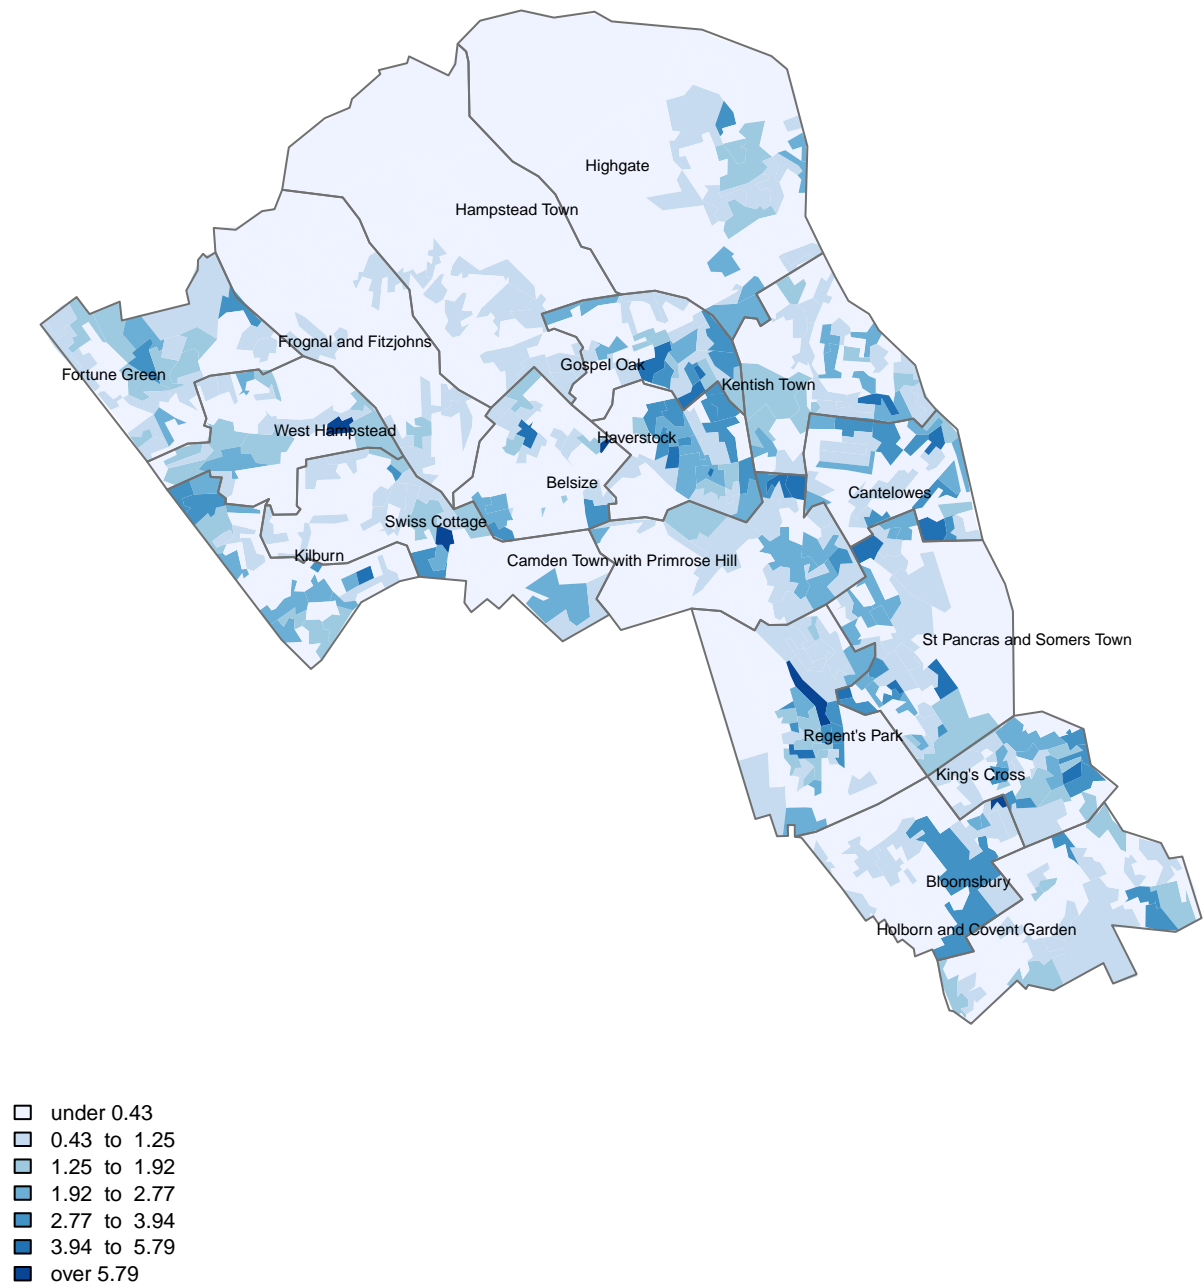 Highgate
Hampstead Town
Frognal and Fitzjohns
Gospel Oak
Fortune Green
Kentish Town
West Hampstead
Haverstock
Belsize
Cantelowes
Swiss Cottage
Kilburn
Camden Town with Primrose Hill
St Pancras and Somers Town
Regent's Park
King's Cross
Bloomsbury
Holborn and Covent Garden
under 0.43
0.43 to 1.25
1.25 to 1.92
1.92 to 2.77
2.77 to 3.94
3.94 to 5.79
over 5.79